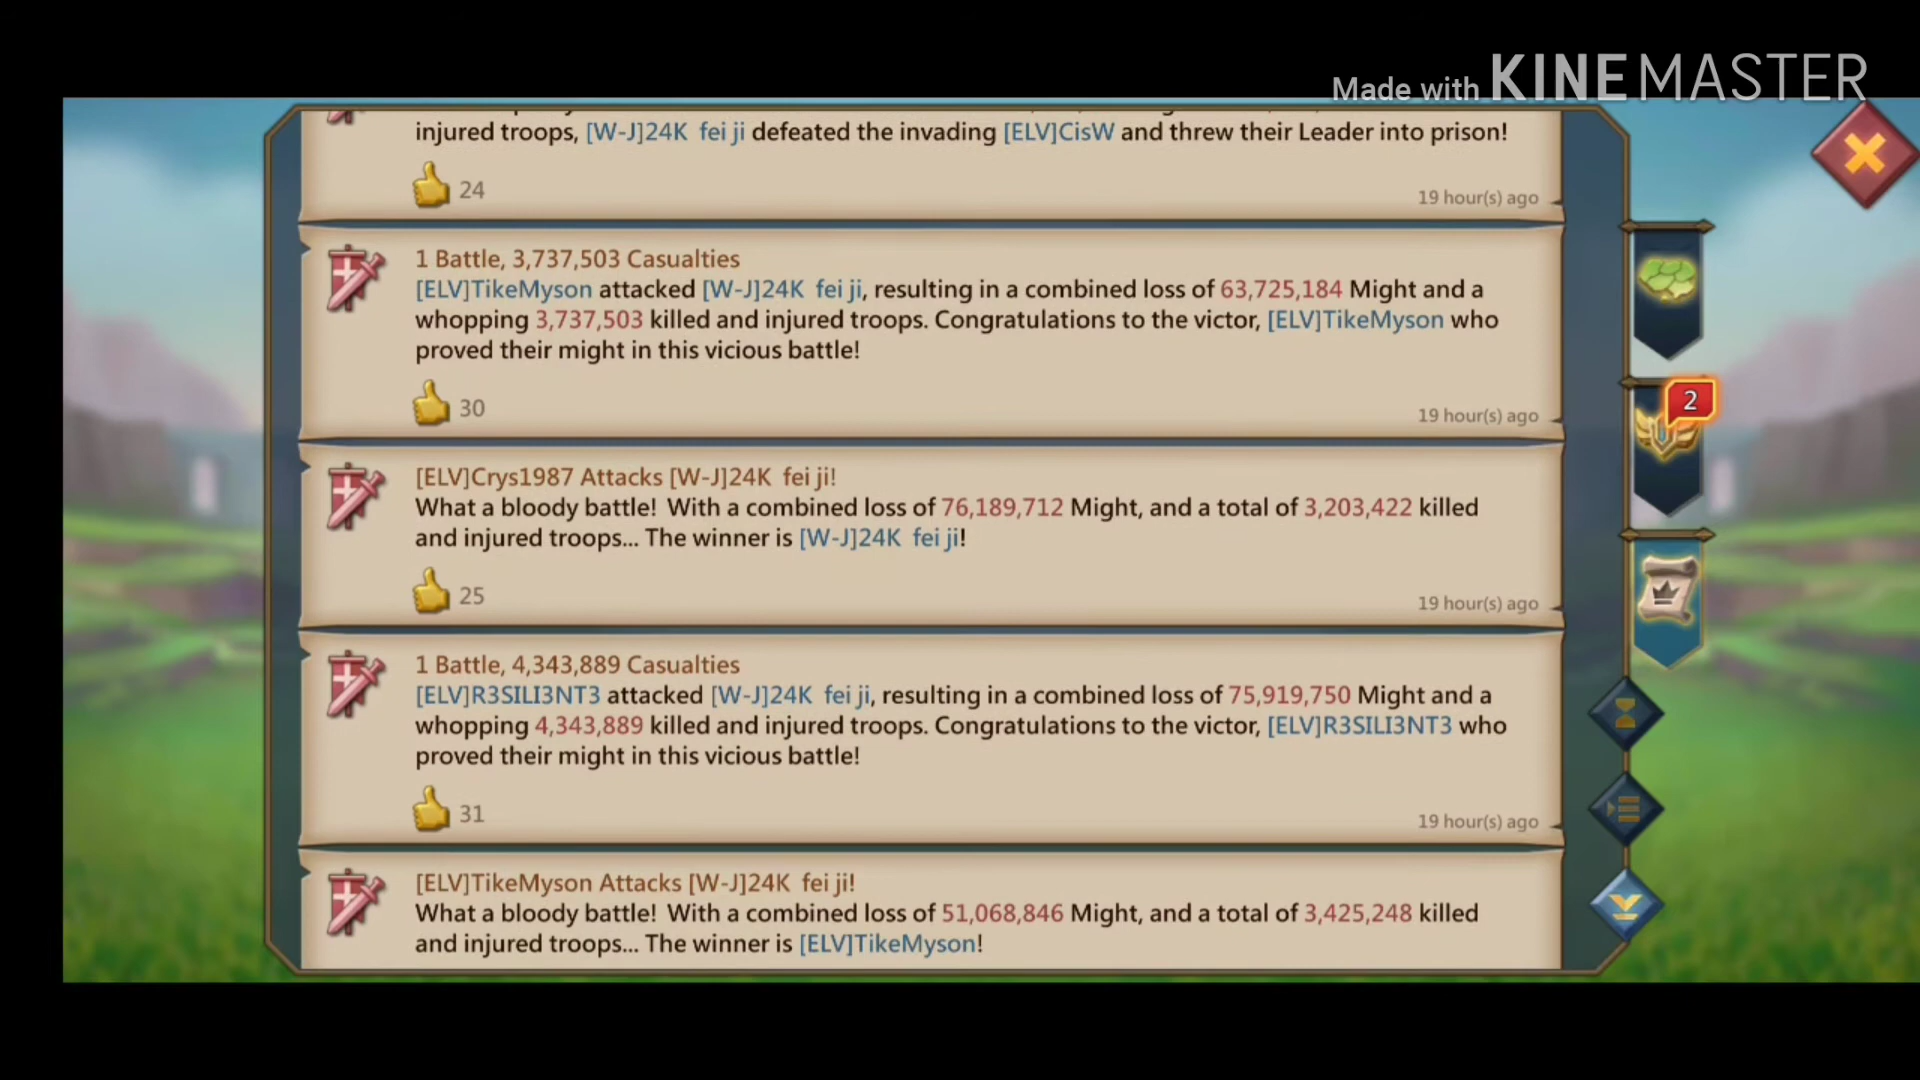 Made with KINEMASTER
injured troops, [W-J]24K fei ji defeated the invading [ELV]CisW and threw their Leader into prison!
24
19 hour(s) ago
1 Battle, 3,737,503 Casualties
[ELV]TikeMyson attacked [W-J]24K fei ji, resulting in a combined loss of 63,725,184 Might and a
whopping 3,737,503 killed and injured troops. Congratulations to the victor, [ELV]TikeMyson who
proved their might in this vicious battle!
30
19 hour(s) ago
2
[ELV]Crys1987 Attacks [W-J]24K fei ji!
What a bloody battle! With a combined loss of 76,189,712 Might, and a total of 3,203,422 killed
and injured troops... The winner is [W-J]24K fei ji!
25
19 hour(s) ago
1 Battle, 4,343,889 Casualties
[ELV]R3SILI3NT3 attacked [W-J]24K fei ji, resulting in a combined loss of 75,919,750 Might and a
whopping 4,343,889 killed and injured troops. Congratulations to the victor, [ELV]R3SILI3NT3 who
proved their might in this vicious battle!
31
19 hour(s) ago
[ELV]TikeMyson Attacks [W-J]24K fei ji!
What a bloody battle! With a combined loss of 51,068,846 Might, and a total of 3,425,248 killed
and injured troops... The winner is [ELV]TikeMyson!